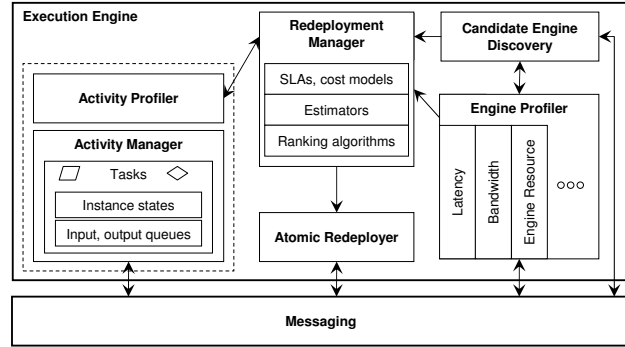 Execution Engine
Activity Profiler
Activity Manager
Tasks
Instance states
Input, output queues
Redeployment
Manager
SLAs, cost models
Estimators
Ranking algorithms
Atomic Redeployer
Candidate Engine
Discovery
Engine Profiler
Latency
Bandwidth
Engine Resource
Messaging